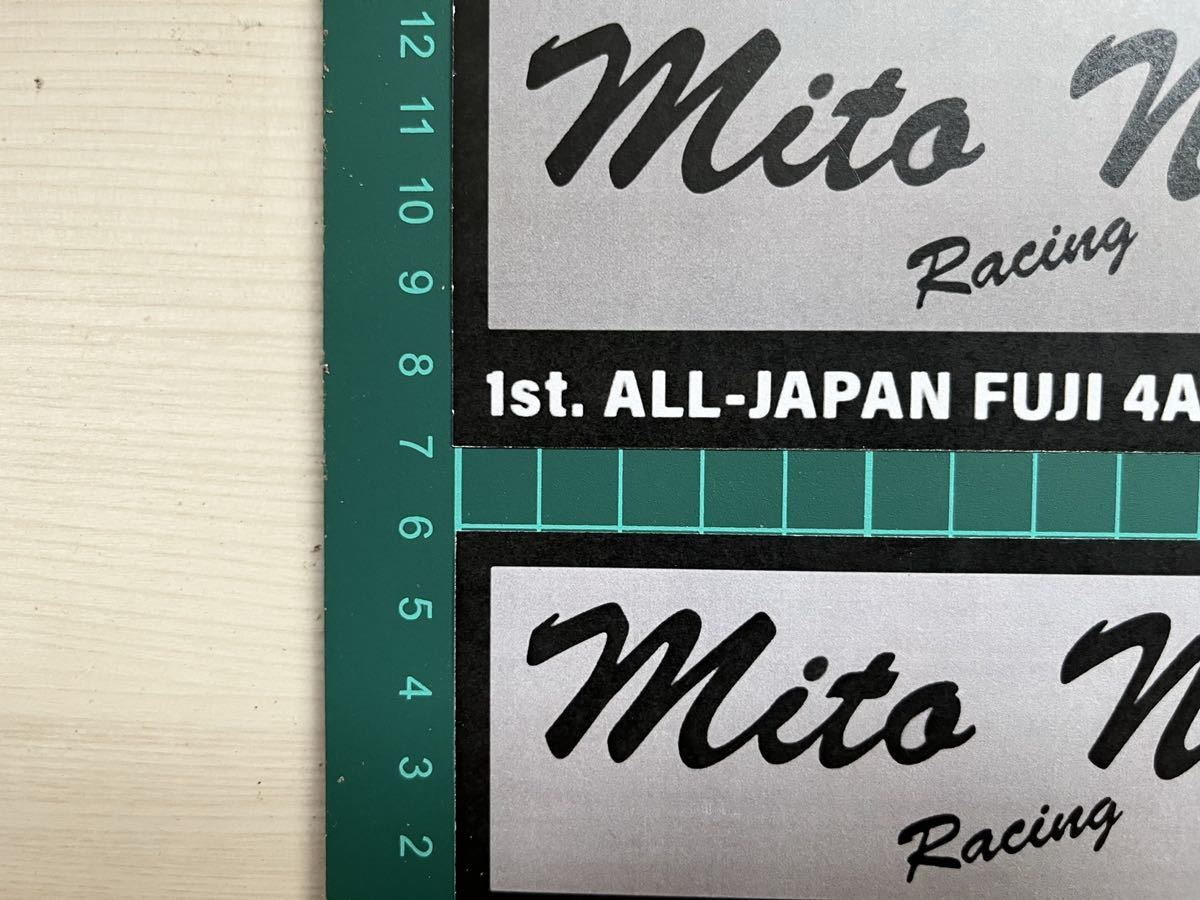 12
11
10
9
8
7
6
5
4
3
2
Mito N
Racing
1st. ALL-JAPAN FUJI 4A
Mito N
Racing